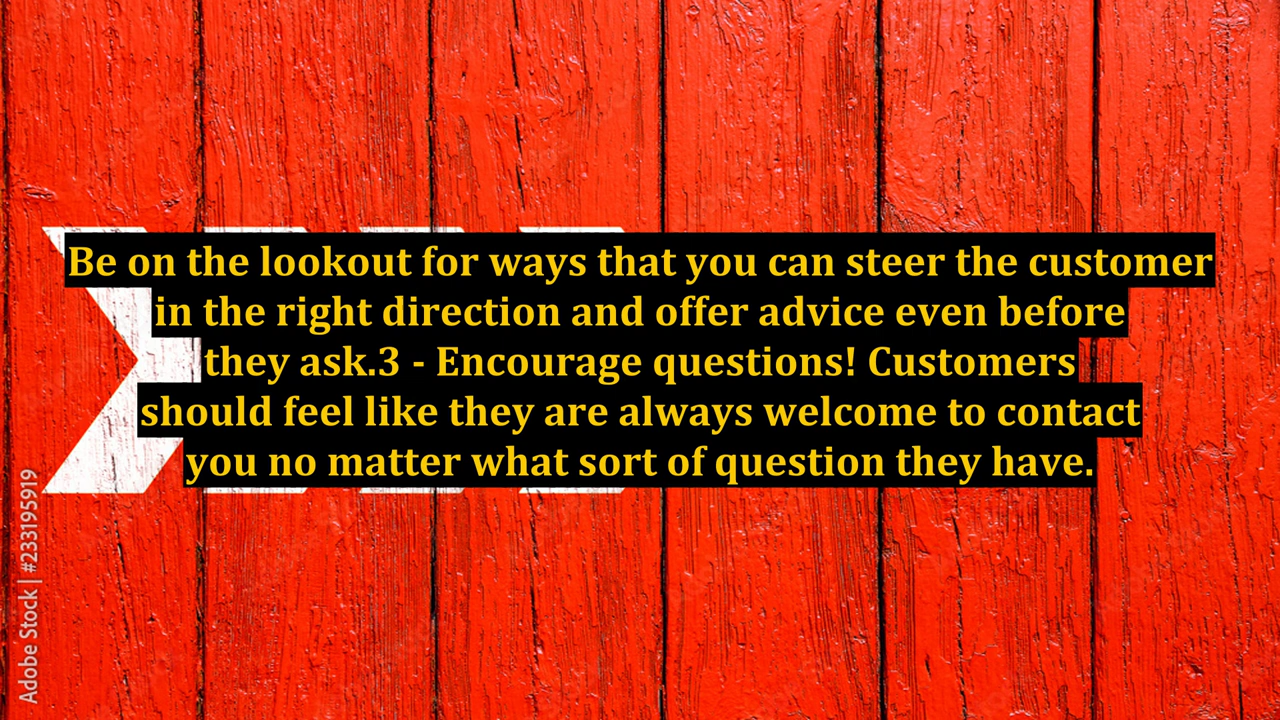 Be on the lookout for ways that you can steer the customer
in the right direction and offer advice even before
they ask.3 - Encourage questions! Customers
should feel like they are always welcome to contact
you no matter what sort of question they have.
Adobe Stock | #233195919